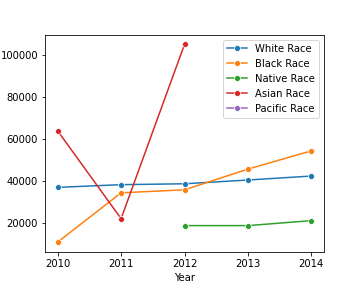 White Race
Black Race
Native Race
Asian Race
Pacific Race
100000
80000
60000
40000
20000
2010 2011 2012 2013 2014
Year